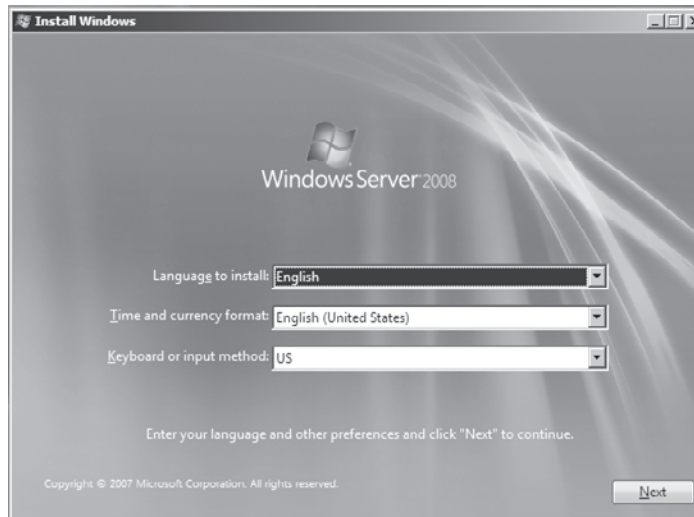 Install Windows
Windows Server 2008
Language to install: English
Time and currency format: English (United States)
Keyboard or input method: US
Enter your language and other preferences and click "Next" to continue.
Copyright © 2007 Microsoft Corporation. All rights reserved.
Next